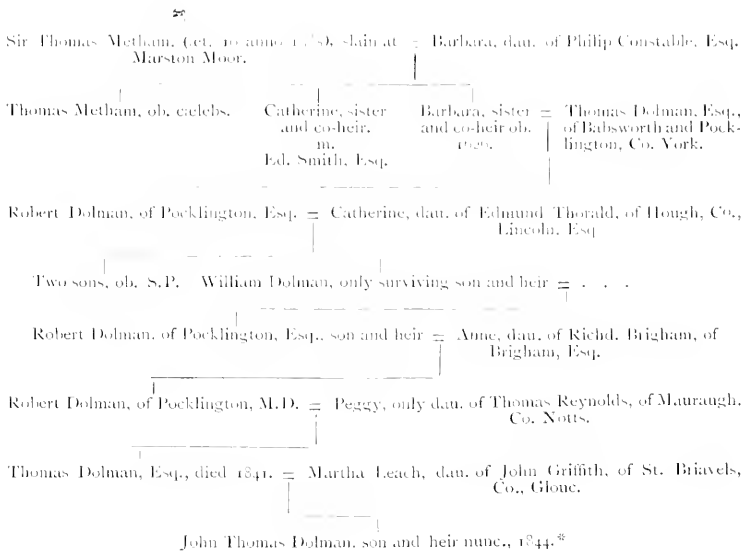 Sir Thomas Metham, (æt. 10 anno slain at = Barbara, dau. of Philip Constable, Esq.
Marston Moor.
Thomas Metham, ob. cœlebs.
Catherine, sister
and co-heir.
m.
Ed. Smith, Esq.
Barbara, sister
and co-heir ob.
= Thomas Dolman, Esq.,
of Babsworth and Pock-
lington, Co. York.
Robert Dolman, of Pocklington, Esq. = Catherine, dau. of Edmund Thorald, of Hough, Co.,
Lincoln, Esq
Two sons, ob. S.P. William Dolman, only surviving son and heir = . . .
Robert Dolman, of Pocklington, Esq., son and heir = Anne, dau. of Richd. Brigham, of
Brigham, Esq.
Robert Dolman, of Pocklington, M.D. = Peggy, only dau. of Thomas Reynolds, of Mauraugh,
Co. Notts.
Thomas Dolman, Esq., died 1841. = Martha Leach, dau. of John Griffith, of St. Briavels,
Co., Glouc.
John Thomas Dolman, son and heir nunc., 1844.*